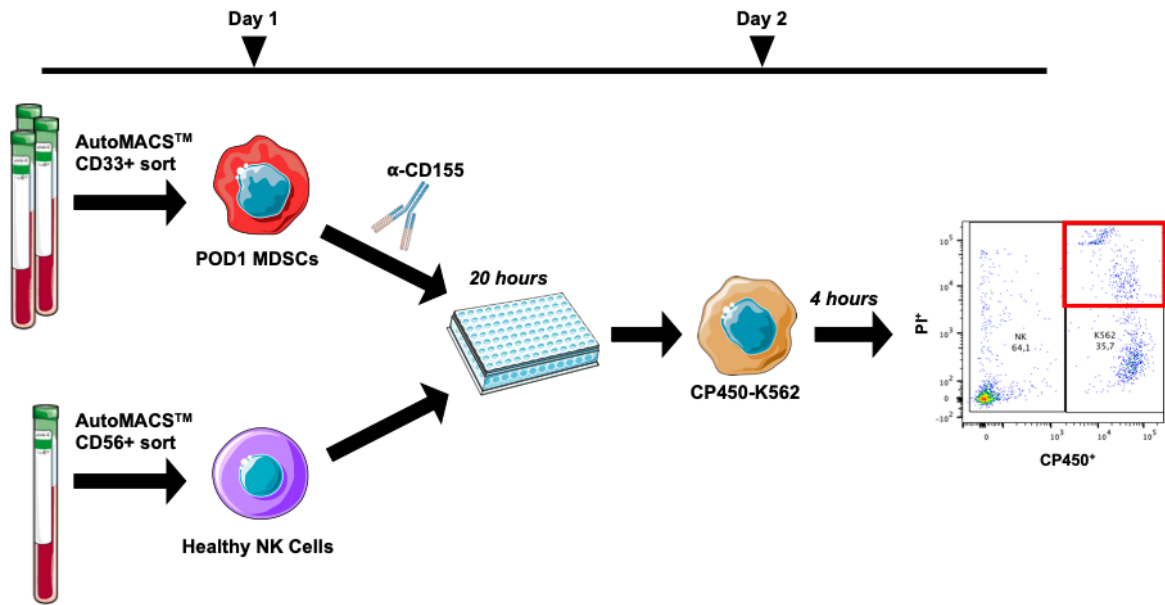 Day 1
Day 2
AutoMACS™
CD33+ sort
POD1 MDSCs
α-CD155
AutoMACS™
CD56+ sort
Healthy NK Cells
20 hours
CP450-K562
4 hours
PI⁺
10⁵
10⁴
10³
10²
0
-10²
NK
64,1
K562
35,7
0
10³
10⁴
10⁵
CP450⁺